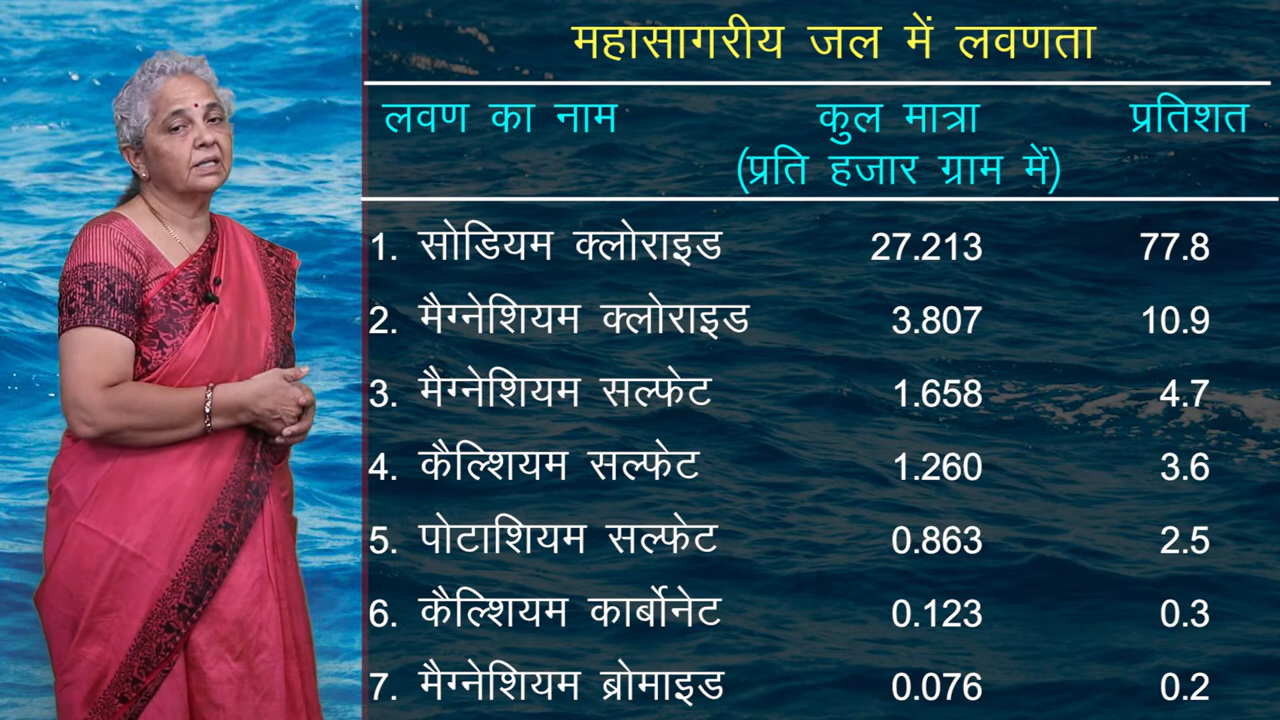 महासागरीय जल में लवणता
लवण का नाम कुल मात्रा प्रतिशत
(प्रति हजार ग्राम में)
1. सोडियम क्लोराइड 27.213 77.8
2. मैग्नेशियम क्लोराइड 3.807 10.9
3. मैग्नेशियम सल्फेट 1.658 4.7
4. कैल्शियम सल्फेट 1.260 3.6
5. पोटाशियम सल्फेट 0.863 2.5
6. कैल्शियम कार्बोनेट 0.123 0.3
7. मैग्नेशियम ब्रोमाइड 0.076 0.2